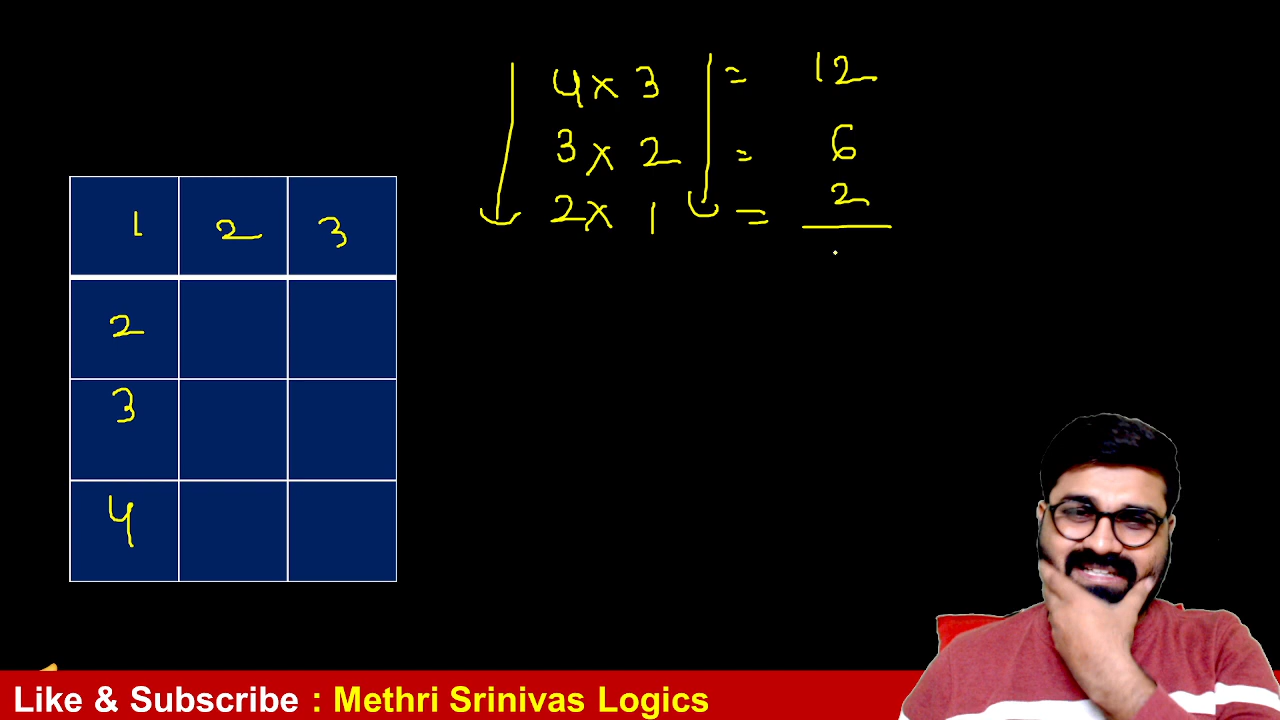 4 x 3 = 12
3 x 2 = 6
2 x 1 = 2
1 2 3
2
3
4
Like & Subscribe : Methri Srinivas Logics